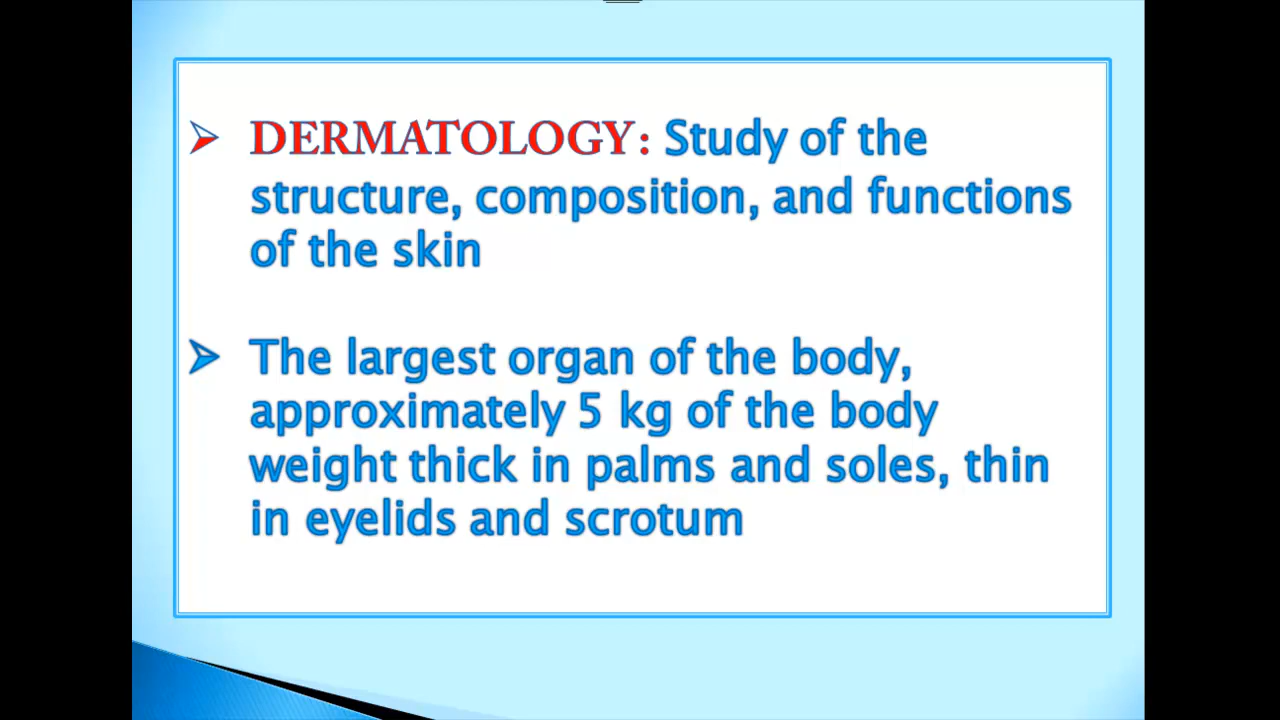 DERMATOLOGY: Study of the
structure, composition, and functions
of the skin
The largest organ of the body,
approximately 5 kg of the body
weight thick in palms and soles, thin
in eyelids and scrotum